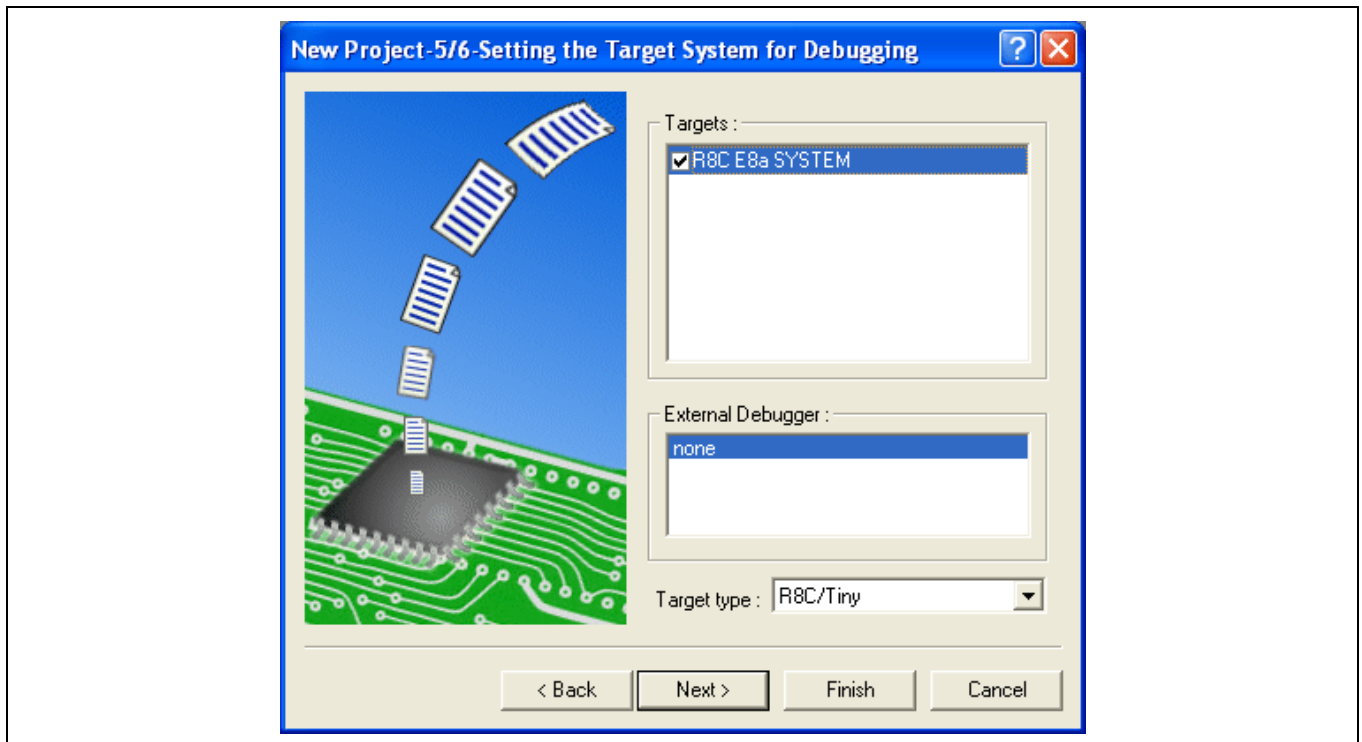 New Project-5/6-Setting the Target System for Debugging
Targets :
R8C E8a SYSTEM
External Debugger :
none
Target type : R8C/Tiny
< Back Next > Finish Cancel